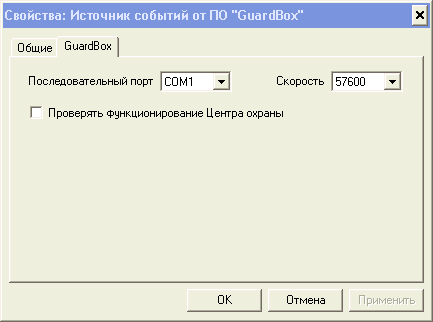 Свойства: Источник событий от ПО "GuardBox"
Общие GuardBox
Последовательный порт COM1 Скорость 57600
Проверять функционирование Центра охраны
OK Отмена Применить